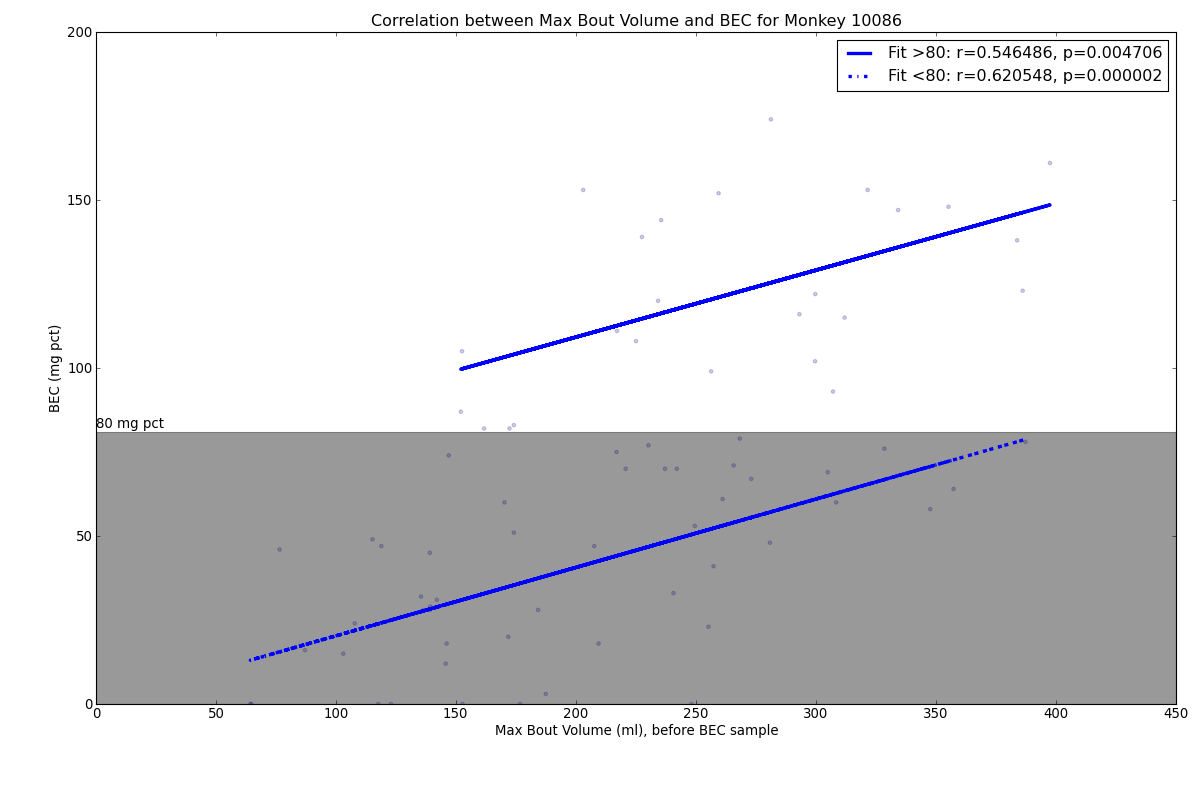 Correlation between Max Bout Volume and BEC for Monkey 10086
Fit >80: r=0.546486, p=0.004706
Fit <80: r=0.620548, p=0.000002
200
150
100
50
0
BEC (mg pct)
80 mg pct
0 50 100 150 200 250 300 350 400 450
Max Bout Volume (ml), before BEC sample